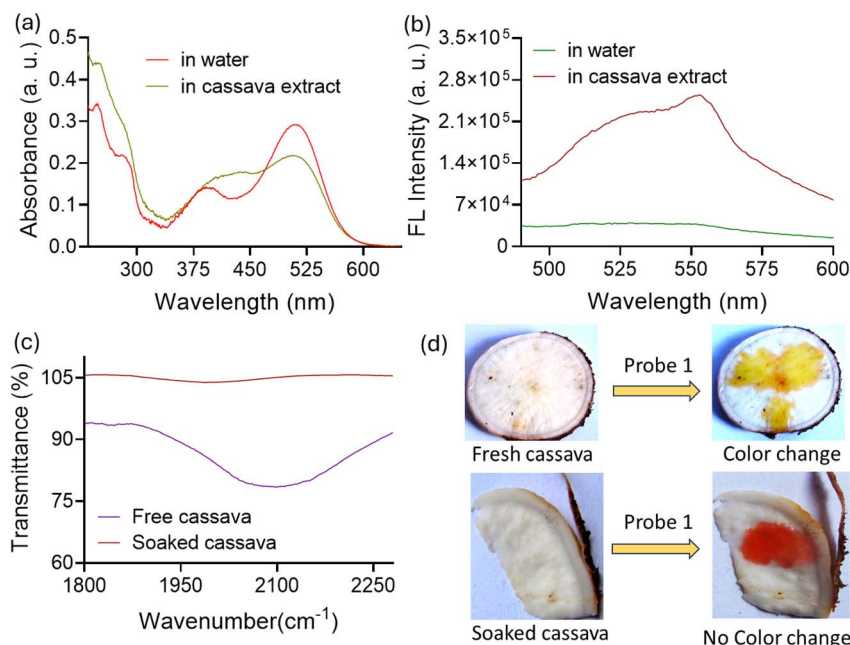 (a)
Absorbance (a. u.)
0.5
0.4
0.3
0.2
0.1
0.0
in water
in cassava extract
300
450
600
Wavelength (nm)
(b)
FL Intensity (a. u.)
3.5×10⁵
2.8×10⁵
2.1×10⁵
1.4×10⁵
7×10⁴
0
in water
in cassava extract
500
525
550
575
600
Wavelength (nm)
(c)
Transmittance (%)
105
90
75
60
Free cassava
Soaked cassava
1800
1950
2100
2250
Wavenumber(cm⁻¹)
(d)
Probe 1
Fresh cassava
Color change
Probe 1
Soaked cassava
No Color change